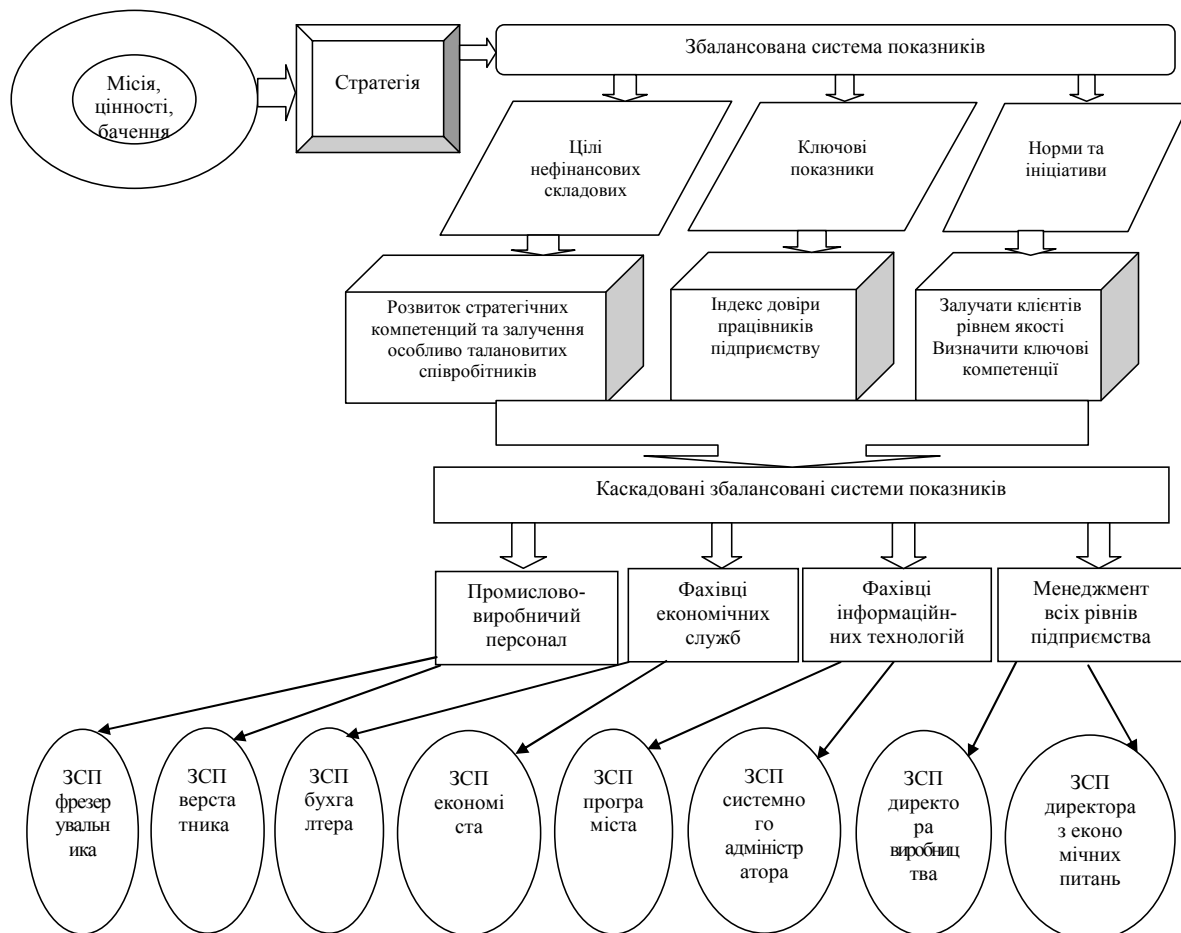 Місія,
цінності,
бачення
Стратегія
Збалансована система показників
Цілі
нефінансових
складових
Ключові
показники
Норми та
ініціативи
Розвиток стратегічних
компетенций та залучення
особливо талановитих
співробітників
Індекс довіри
працівників
підприємству
Залучати клієнтів
рівнем якості
Визначити ключові
компетенції
Каскадовані збалансовані системи показників
Промислово-
виробничий
персонал
Фахівці
економічних
служб
Фахівці
інформаційн-
них технологій
Менеджмент
всіх рівнів
підприємства
ЗСП
фрезер
увальн
ика
ЗСП
верста
тника
ЗСП
бухга
лтера
ЗСП
економі
ста
ЗСП
програ
міста
ЗСП
системно
го
адміністр
атора
ЗСП
директо
ра
виробниц
тва
ЗСП
директора
з еконо
мічних
питань